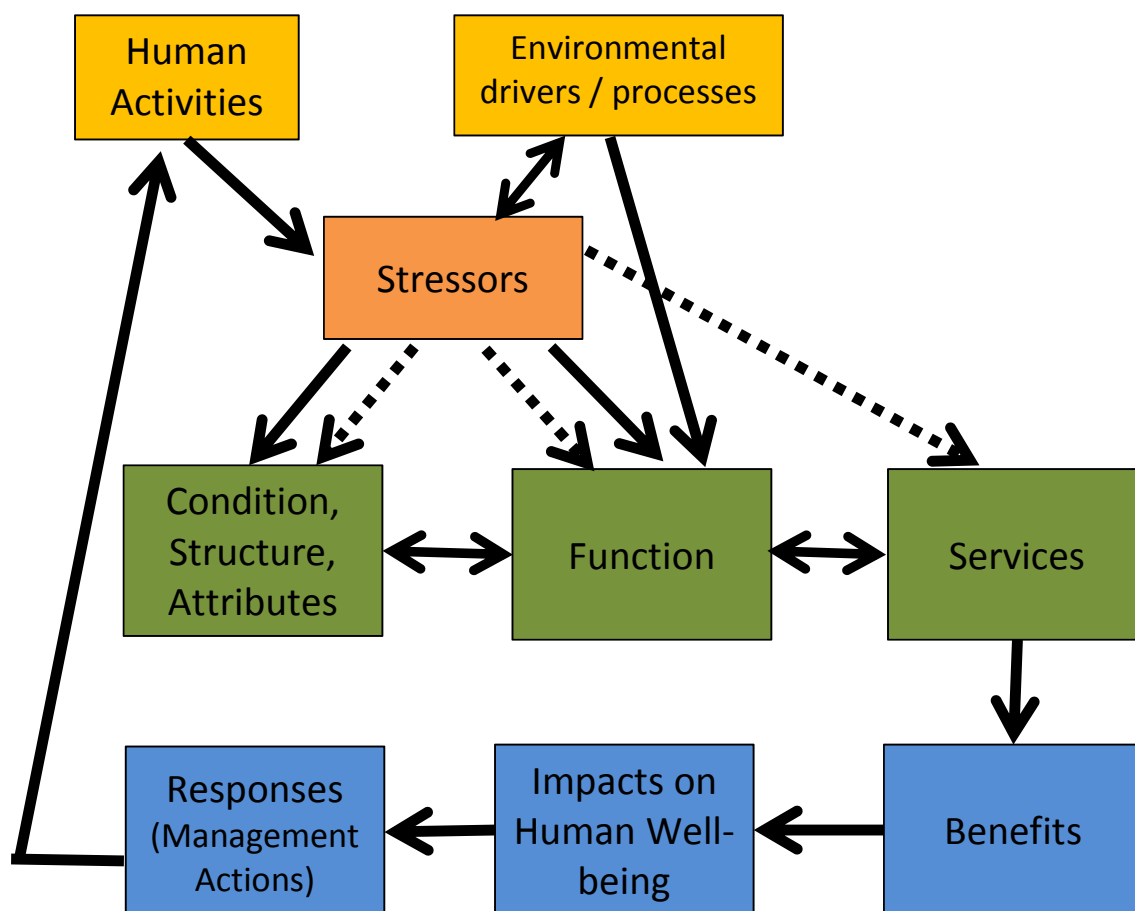 Human
Activities
Environmental
drivers / processes
Stressors
Condition,
Structure,
Attributes
Function
Services
Responses
(Management
Actions)
Impacts on
Human Well-
being
Benefits